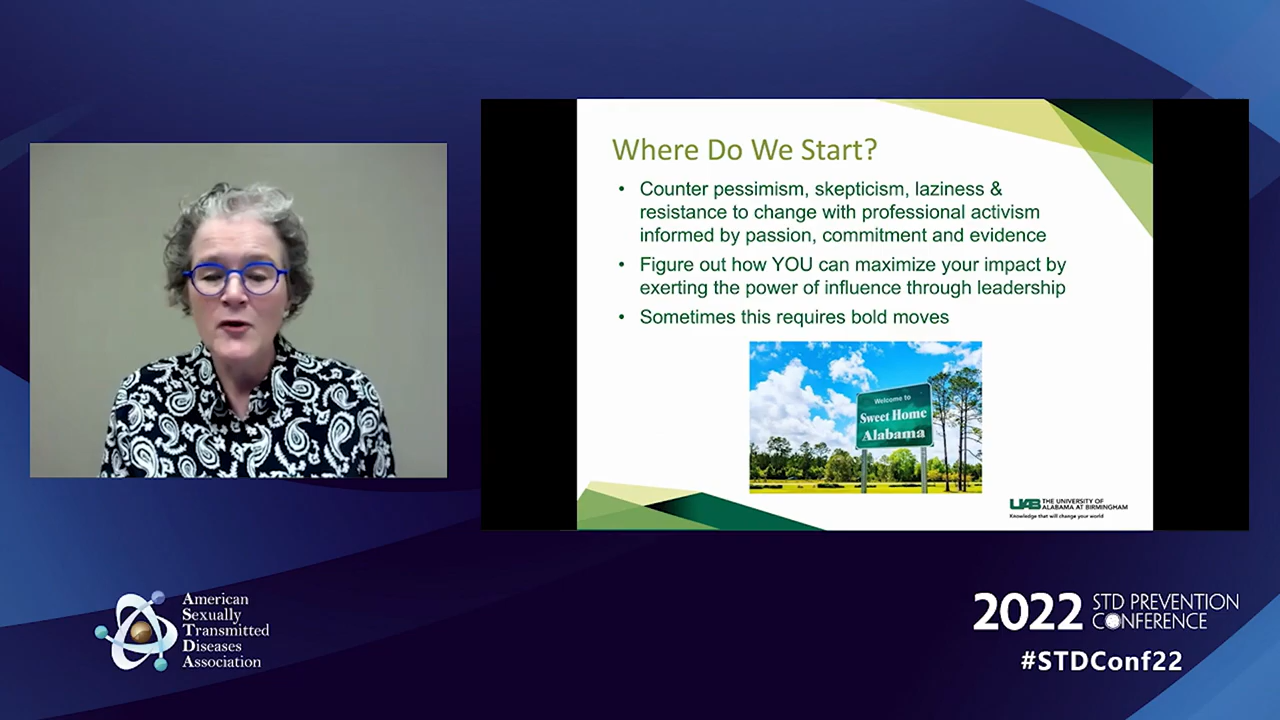 Where Do We Start?
• Counter pessimism, skepticism, laziness &
resistance to change with professional activism
informed by passion, commitment and evidence
• Figure out how YOU can maximize your impact by
exerting the power of influence through leadership
• Sometimes this requires bold moves
Welcome to
Sweet Home
Alabama
UAB THE UNIVERSITY OF
ALABAMA AT BIRMINGHAM
Knowledge that will change your world
American
Sexually
Transmitted
Diseases
Association
2022 STD PREVENTION
CONFERENCE
#STDConf22